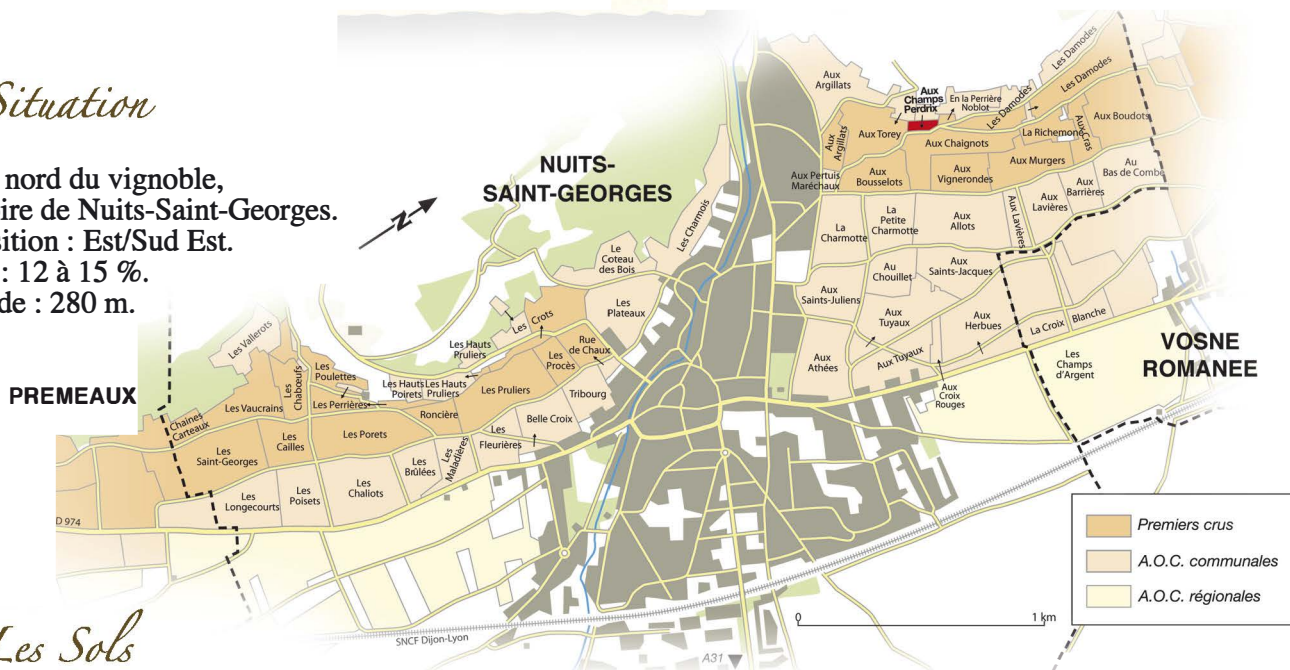 Situation
nord du vignoble,
ire de Nuits-Saint-Georges.
sition : Est/Sud Est.
: 12 à 15 %.
de : 280 m.
NUITS-
SAINT-GEORGES
N
PREMEAUX
VOSNE
ROMANEE
Aux
Argillats
Aux
Champs
Perdrix
En la Perrière
Noblot
Les Damodes
Les Damodes
Les Damodes
Aux Boudots
Aux
Argillats
Aux Torey
Aux Chaignots
La Richemone
Aux Cras
Aux Pertuis
Maréchaux
Aux
Bousselots
Aux
Vignerondes
Aux Murgers
Au
Bas de Combe
Aux
Barrières
Aux
Lavières
Aux Lavières
La
Charmotte
La
Petite
Charmotte
Aux
Allots
Au
Chouillet
Aux
Saints-Jacques
Aux
Saints-Juliens
Aux
Tuyaux
Aux
Herbues
La Croix Blanche
Aux
Athées
Aux Tuyaux
Aux
Croix
Rouges
Les
Champs
d'Argent
Les Charmois
Le
Coteau
des Bois
Les
Plateaux
Les Crots
Rue
de Chaux
Les Hauts
Pruliers
Les
Procès
Les Vallerots
Les
Poulettes
Les
Chabœufs
Les Hauts
Poirets
Les Hauts
Pruliers
Les Pruliers
Tribourg
Les Vaucrains
Les Perrières
Roncière
Belle Croix
Chaines
Carteaux
Les
Saint-Georges
Les
Cailles
Les Porets
Les
Fleurières
Les
Maladières
Les
Brûlées
Les
Chaliots
Les
Poisets
Les
Longecourts
D 974
SNCF Dijon-Lyon
A31
0
1 km
Premiers crus
A.O.C. communales
A.O.C. régionales
Les Sols